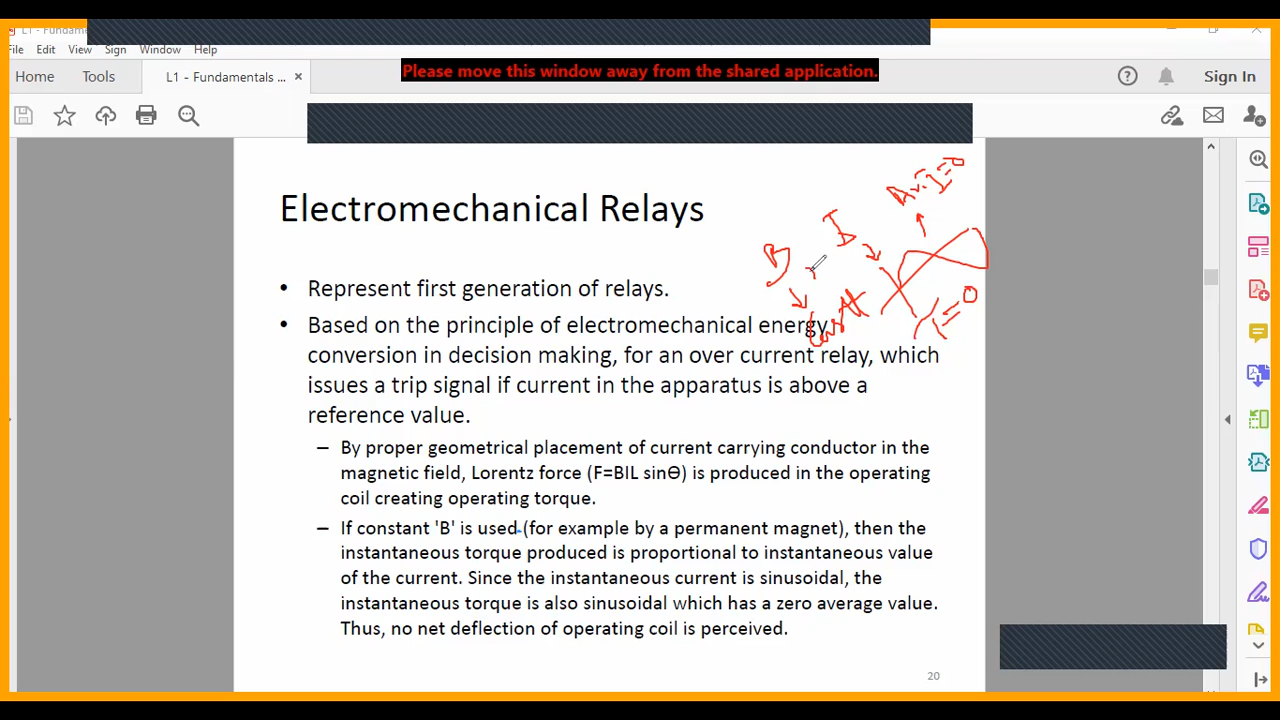 L1 - Fundame
File Edit View Sign Window Help
Home Tools L1 - Fundamentals ... ×
Please move this window away from the shared application.
Sign In
Electromechanical Relays
Av. I=0
I
B
Const
τ=0
• Represent first generation of relays.
• Based on the principle of electromechanical energy
conversion in decision making, for an over current relay, which
issues a trip signal if current in the apparatus is above a
reference value.
– By proper geometrical placement of current carrying conductor in the
magnetic field, Lorentz force (F=BIL sinΘ) is produced in the operating
coil creating operating torque.
– If constant 'B' is used (for example by a permanent magnet), then the
instantaneous torque produced is proportional to instantaneous value
of the current. Since the instantaneous current is sinusoidal, the
instantaneous torque is also sinusoidal which has a zero average value.
Thus, no net deflection of operating coil is perceived.
20